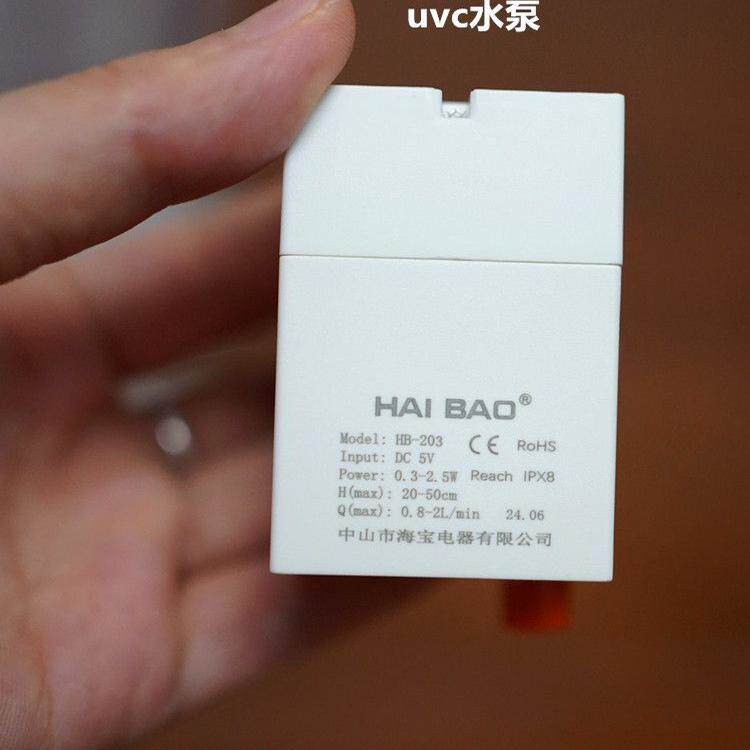 uvc水泵
HAI BAO®
Model: HB-203 CE RoHS
Input: DC 5V
Power: 0.3-2.5W Reach IPX8
H(max): 20-50cm
Q(max): 0.8-2L/min 24.06
中山市海宝电器有限公司